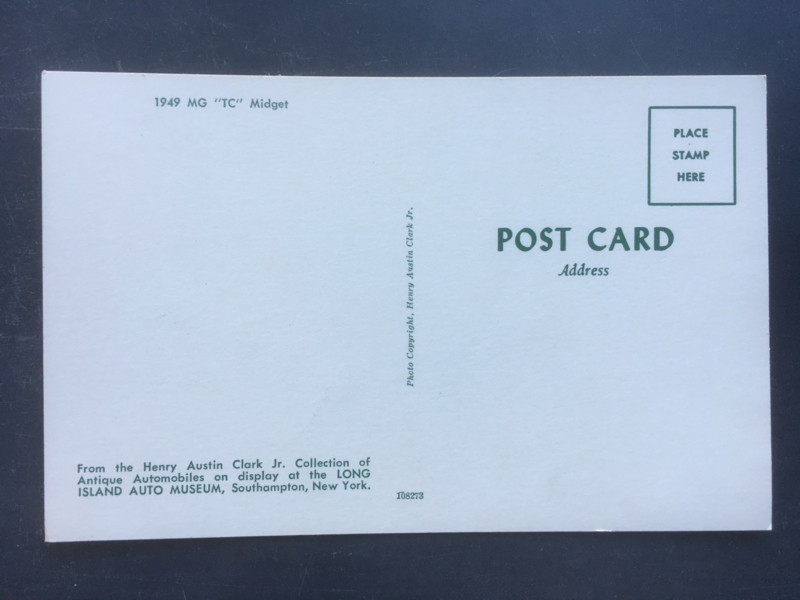 1949 MG "TC" Midget
PLACE
STAMP
HERE
POST CARD
Address
Photo Copyright, Henry Austin Clark Jr.
From the Henry Austin Clark Jr. Collection of
Antique Automobiles on display at the LONG
ISLAND AUTO MUSEUM, Southampton, New York.
108273